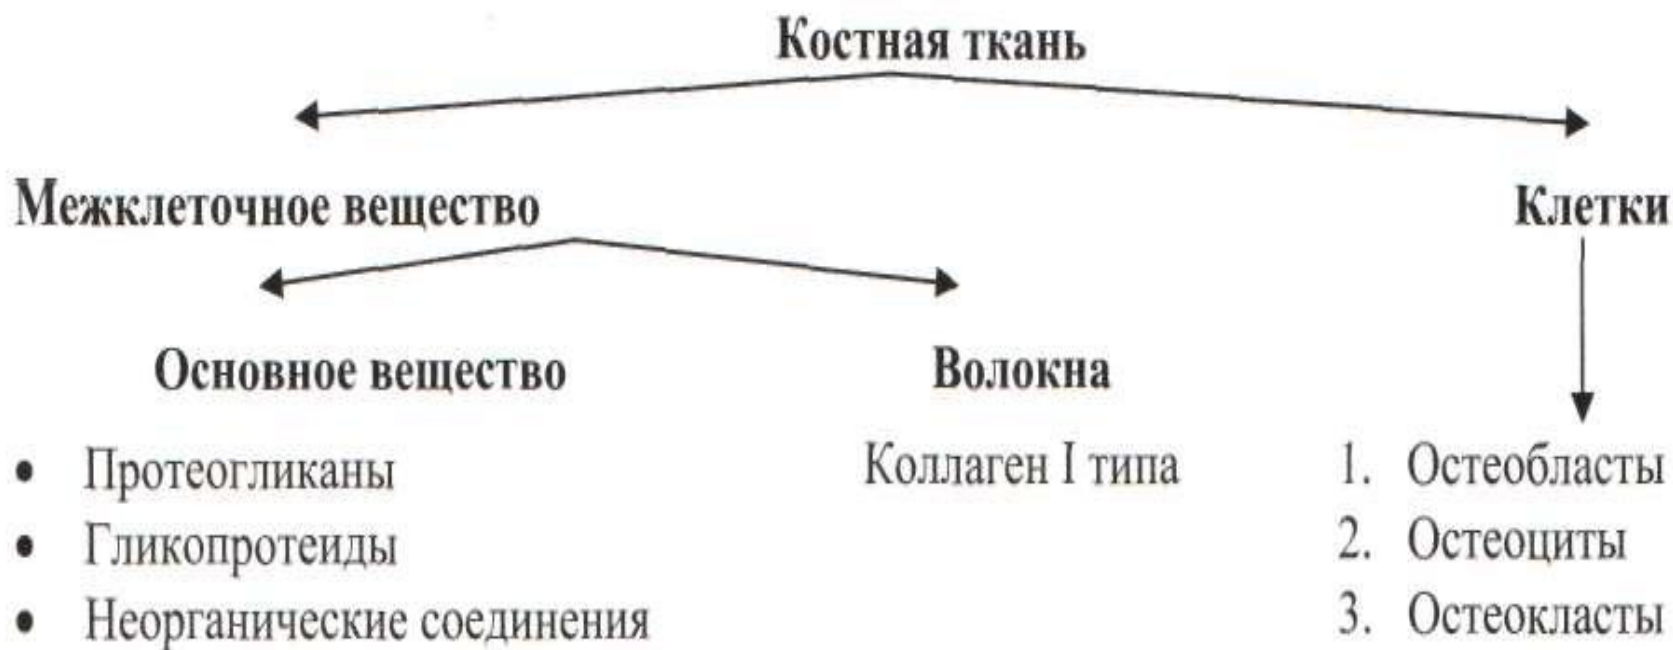 Костная ткань
Межклеточное вещество
Клетки
Основное вещество
Волокна
• Протеогликаны
• Гликопротеиды
• Неорганические соединения
Коллаген I типа
1. Остеобласты
2. Остеоциты
3. Остеокласты